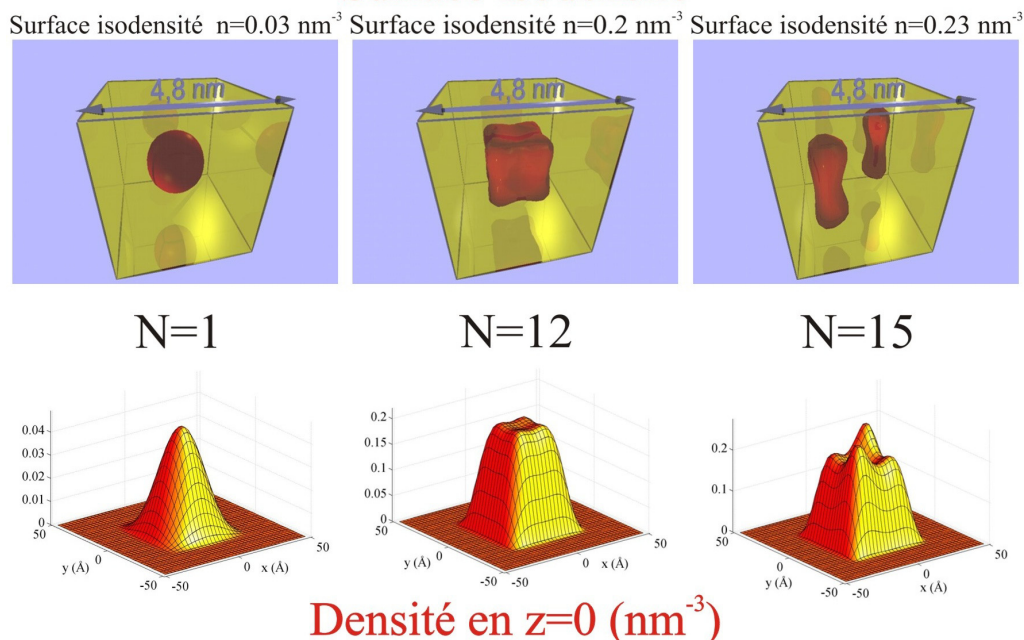 Surface isodensité n=0.03 nm-3
Surface isodensité n=0.2 nm-3
Surface isodensité n=0.23 nm-3
4,8 nm
4,8 nm
4,8 nm
N=1
N=12
N=15
0.04
0.03
0.02
0.01
0
50
0
-50
y (Å)
-50
0
50
x (Å)
0.2
0.15
0.1
0.05
0
50
0
-50
y (Å)
-50
0
50
x (Å)
0.2
0.1
0
50
0
-50
y (Å)
-50
0
50
x (Å)
Densité en z=0 (nm-3)